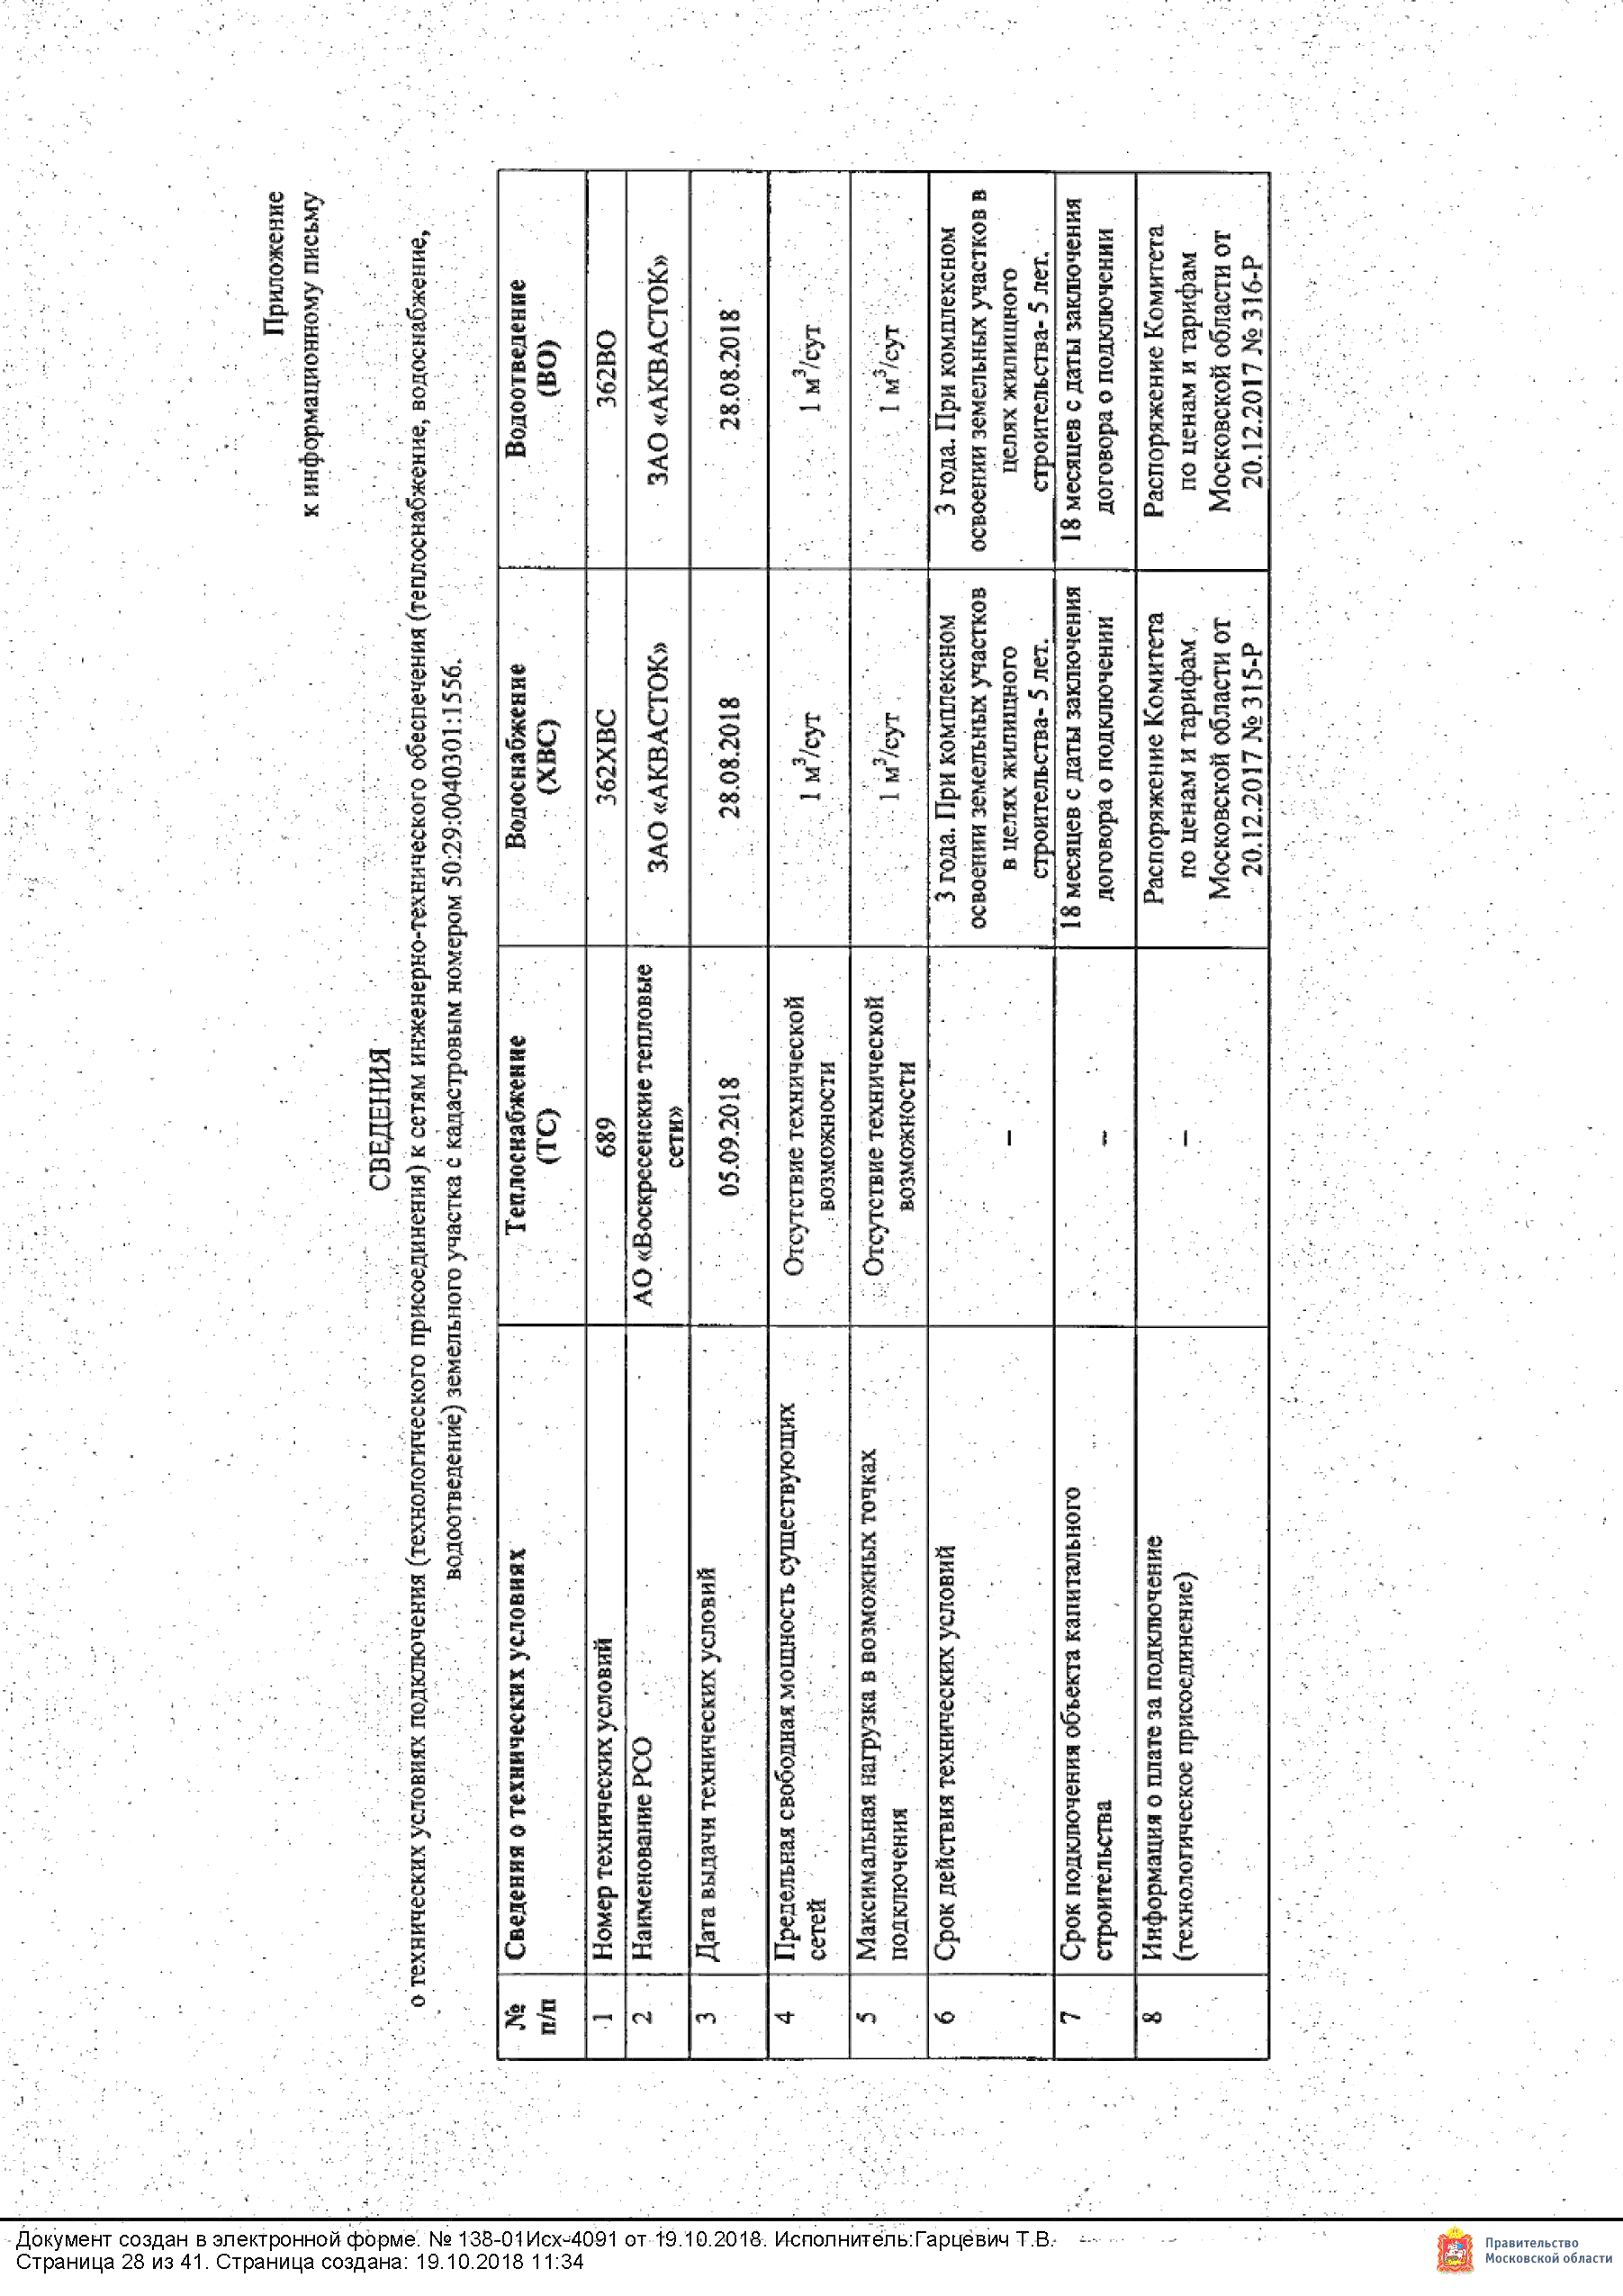 Приложение
к информационному письму
СВЕДЕНИЯ
о технических условиях подключения (технологического присоединения) к сетям инженерно-технического обеспечения (теплоснабжение, водоснабжение,
водоотведение) земельного участка с кадастровым номером 50:29:0040301:1556.
№ п/п Сведения о технических условиях Теплоснабжение (ТС) Водоснабжение (ХВС) Водоотведение (ВО)
1 Номер технических условий 689 362ХВС 362ВО
2 Наименование РСО АО «Воскресенские тепловые сети» ЗАО «АКВАСТОК» ЗАО «АКВАСТОК»
3 Дата выдачи технических условий 05.09.2018 28.08.2018 28.08.2018
4 Предельная свободная мощность существующих сетей Отсутствие технической возможности 1 м³/сут 1 м³/сут
5 Максимальная нагрузка в возможных точках подключения Отсутствие технической возможности 1 м³/сут 1 м³/сут
6 Срок действия технических условий – 3 года. При комплексном освоении земельных участков в целях жилищного строительства- 5 лет. 3 года. При комплексном освоении земельных участков в целях жилищного строительства- 5 лет.
7 Срок подключения объекта капитального строительства – 18 месяцев с даты заключения договора о подключении 18 месяцев с даты заключения договора о подключении
8 Информация о плате за подключение (технологическое присоединение) – Распоряжение Комитета по ценам и тарифам Московской области от 20.12.2017 № 315-Р Распоряжение Комитета по ценам и тарифам Московской области от 20.12.2017 № 316-Р
Документ создан в электронной форме. № 138-01Исх-4091 от 19.10.2018. Исполнитель:Гарцевич Т.В.
Страница 28 из 41. Страница создана: 19.10.2018 11:34
Правительство
Московской области